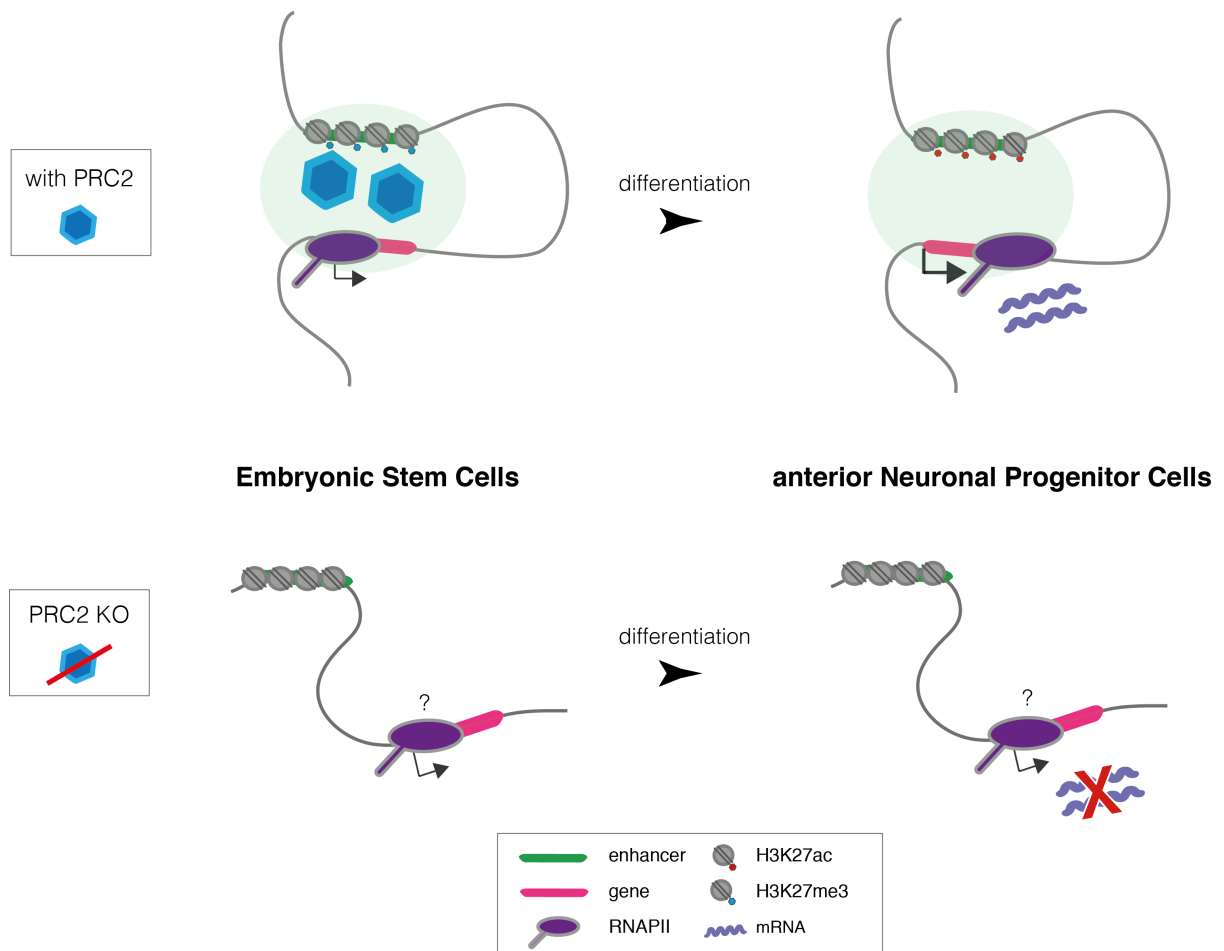 with PRC2
differentiation
Embryonic Stem Cells
anterior Neuronal Progenitor Cells
PRC2 KO
differentiation
?
?
enhancer
H3K27ac
gene
H3K27me3
RNAPII
mRNA